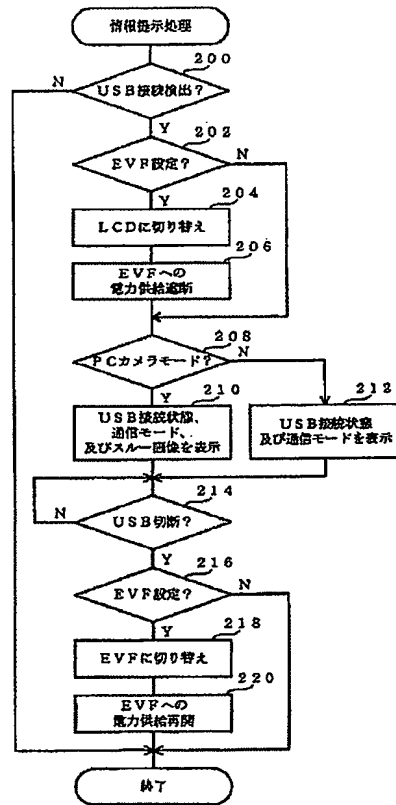 情報提示処理
200
USB接続検出？
N
Y
202
EVF設定？
N
Y
204
LCDに切り替え
206
EVFへの
電力供給遮断
208
PCカメラモード？
N
Y
210
USB接続状態、
通信モード、
及びスルー画像を表示
212
USB接続状態
及び通信モードを表示
214
N
USB切断？
Y
216
EVF設定？
N
Y
218
EVFに切り替え
220
EVFへの
電力供給再開
終了